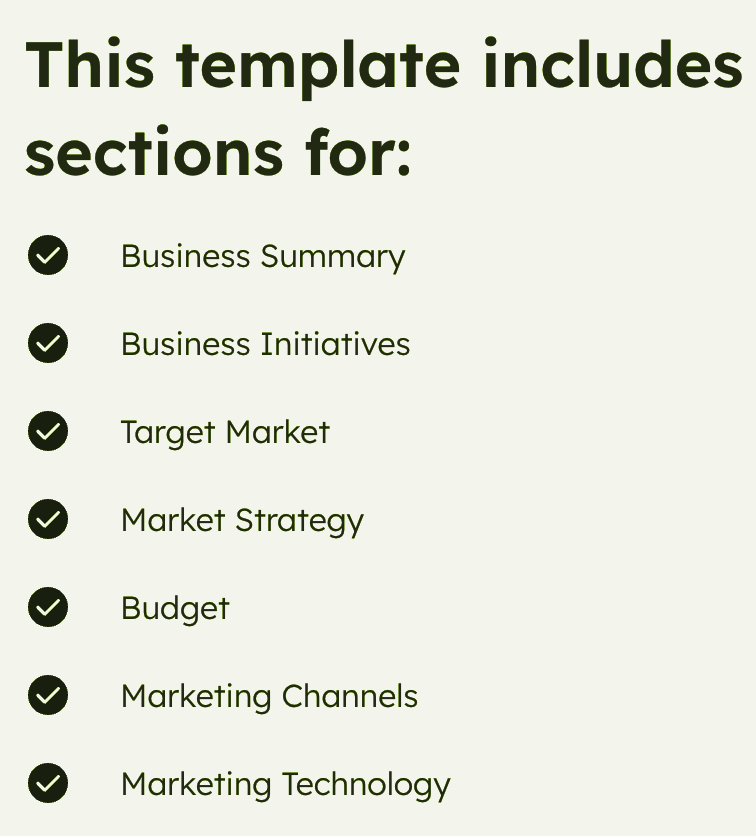 This template includes
sections for:
Business Summary
Business Initiatives
Target Market
Market Strategy
Budget
Marketing Channels
Marketing Technology